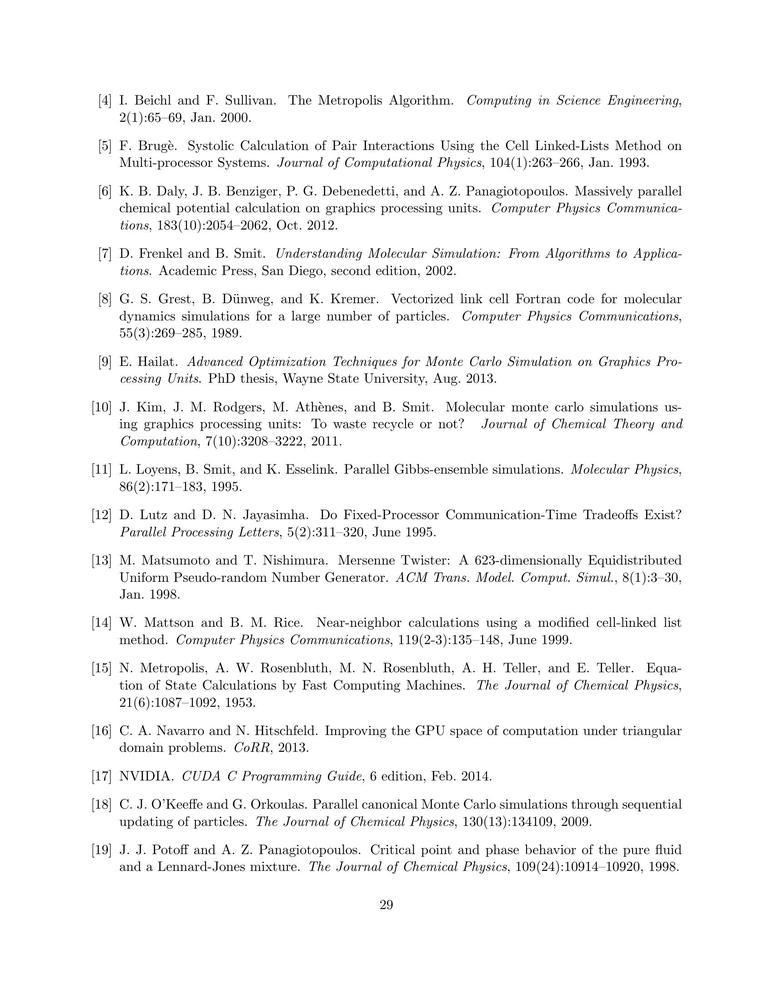 [4] I. Beichl and F. Sullivan. The Metropolis Algorithm. Computing in Science Engineering,
2(1):65–69, Jan. 2000.
[5] F. Brugè. Systolic Calculation of Pair Interactions Using the Cell Linked-Lists Method on
Multi-processor Systems. Journal of Computational Physics, 104(1):263–266, Jan. 1993.
[6] K. B. Daly, J. B. Benziger, P. G. Debenedetti, and A. Z. Panagiotopoulos. Massively parallel
chemical potential calculation on graphics processing units. Computer Physics Communica-
tions, 183(10):2054–2062, Oct. 2012.
[7] D. Frenkel and B. Smit. Understanding Molecular Simulation: From Algorithms to Applica-
tions. Academic Press, San Diego, second edition, 2002.
[8] G. S. Grest, B. Dünweg, and K. Kremer. Vectorized link cell Fortran code for molecular
dynamics simulations for a large number of particles. Computer Physics Communications,
55(3):269–285, 1989.
[9] E. Hailat. Advanced Optimization Techniques for Monte Carlo Simulation on Graphics Pro-
cessing Units. PhD thesis, Wayne State University, Aug. 2013.
[10] J. Kim, J. M. Rodgers, M. Athènes, and B. Smit. Molecular monte carlo simulations us-
ing graphics processing units: To waste recycle or not? Journal of Chemical Theory and
Computation, 7(10):3208–3222, 2011.
[11] L. Loyens, B. Smit, and K. Esselink. Parallel Gibbs-ensemble simulations. Molecular Physics,
86(2):171–183, 1995.
[12] D. Lutz and D. N. Jayasimha. Do Fixed-Processor Communication-Time Tradeoffs Exist?
Parallel Processing Letters, 5(2):311–320, June 1995.
[13] M. Matsumoto and T. Nishimura. Mersenne Twister: A 623-dimensionally Equidistributed
Uniform Pseudo-random Number Generator. ACM Trans. Model. Comput. Simul., 8(1):3–30,
Jan. 1998.
[14] W. Mattson and B. M. Rice. Near-neighbor calculations using a modified cell-linked list
method. Computer Physics Communications, 119(2-3):135–148, June 1999.
[15] N. Metropolis, A. W. Rosenbluth, M. N. Rosenbluth, A. H. Teller, and E. Teller. Equa-
tion of State Calculations by Fast Computing Machines. The Journal of Chemical Physics,
21(6):1087–1092, 1953.
[16] C. A. Navarro and N. Hitschfeld. Improving the GPU space of computation under triangular
domain problems. CoRR, 2013.
[17] NVIDIA. CUDA C Programming Guide, 6 edition, Feb. 2014.
[18] C. J. O'Keeffe and G. Orkoulas. Parallel canonical Monte Carlo simulations through sequential
updating of particles. The Journal of Chemical Physics, 130(13):134109, 2009.
[19] J. J. Potoff and A. Z. Panagiotopoulos. Critical point and phase behavior of the pure fluid
and a Lennard-Jones mixture. The Journal of Chemical Physics, 109(24):10914–10920, 1998.
29